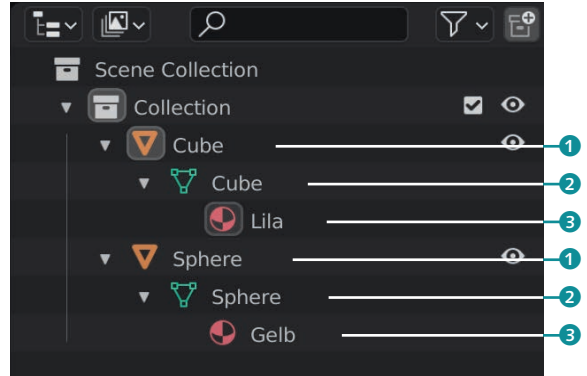 Scene Collection
Collection
Cube 1
Cube 2
Lila 3
Sphere 1
Sphere 2
Gelb 3